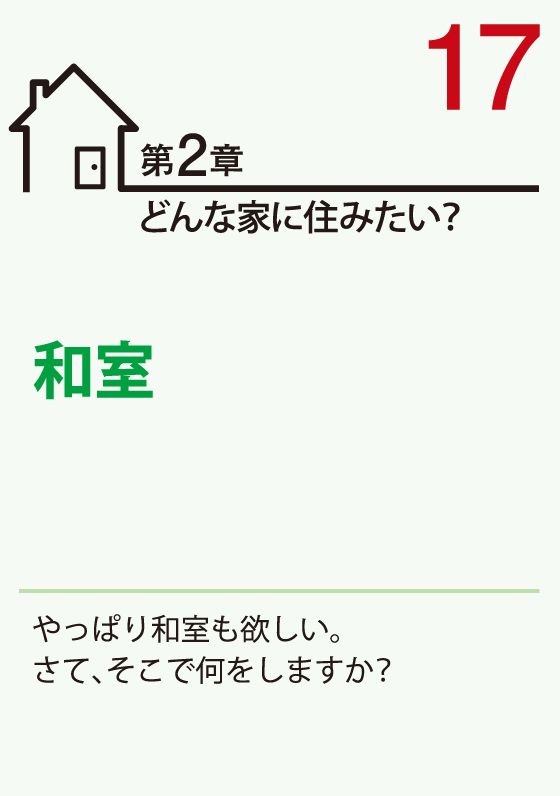 17
第2章
どんな家に住みたい?
和室
やっぱり和室も欲しい。
さて、そこで何をしますか?